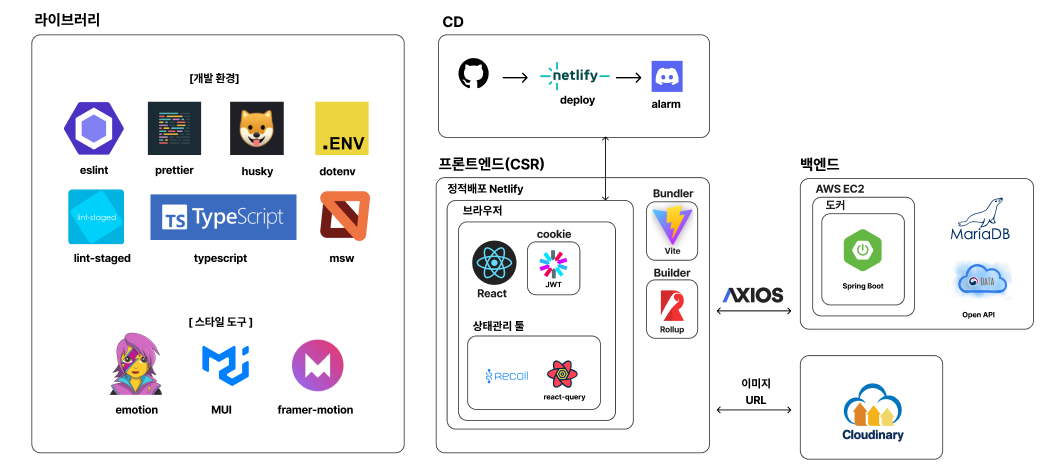 라이브러리
[개발 환경]
.ENV
eslint
prettier
husky
dotenv
lint-staged
TS TypeScript
lint-staged
typescript
msw
[ 스타일 도구 ]
emotion
MUI
framer-motion
CD
netlify
deploy
alarm
프론트엔드(CSR)
정적배포 Netlify
브라우저
cookie
JWT
React
상태관리 툴
RECOIL
react-query
Bundler
Vite
Builder
Rollup
AXIOS
이미지
URL
백엔드
AWS EC2
도커
Spring Boot
MariaDB
DATA
Open API
Cloudinary